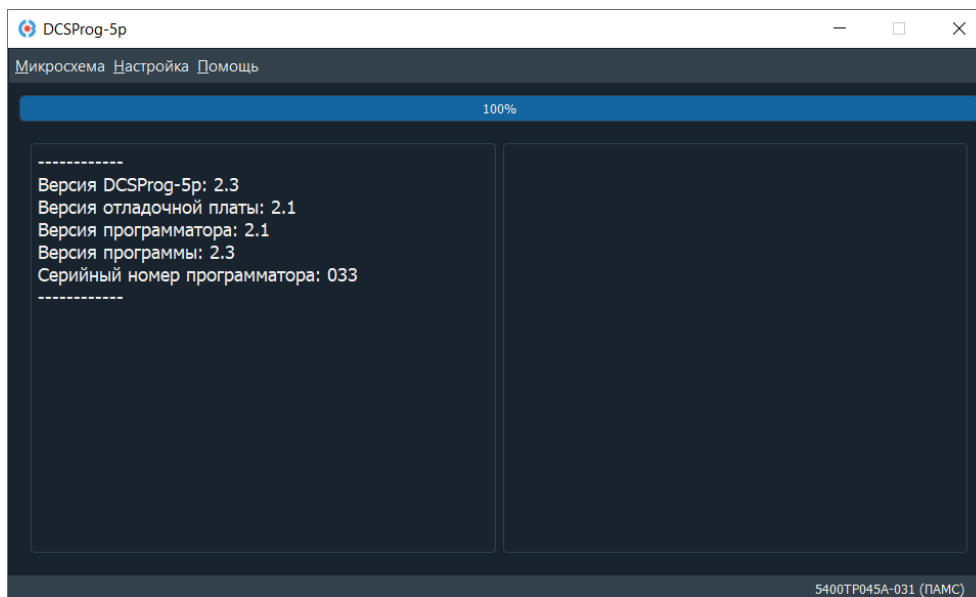 DCSProg-5p
Микросхема Настройка Помощь
100%
------------
Версия DCSProg-5p: 2.3
Версия отладочной платы: 2.1
Версия программатора: 2.1
Версия программы: 2.3
Серийный номер программатора: 033
------------
5400ТР045А-031 (ПАМС)